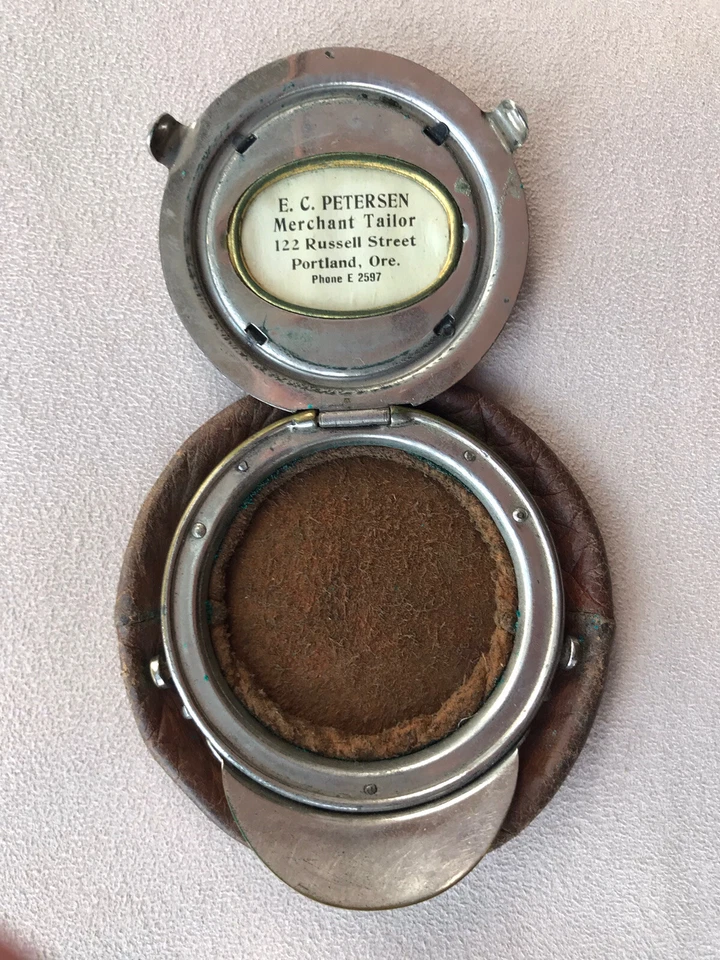 E. C. PETERSEN
Merchant Tailor
122 Russell Street
Portland, Ore.
Phone E 2597